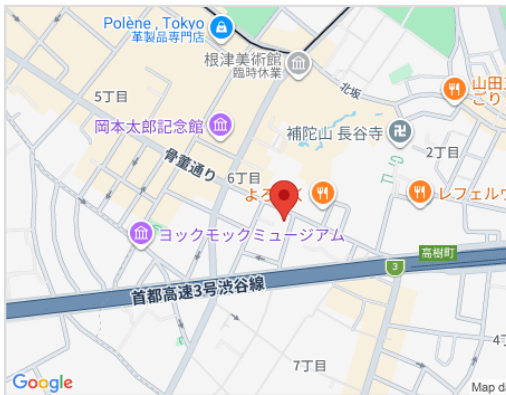 Polène , Tokyo
革製品専門店
根津美術館
臨時休業
北坂
5丁目
岡本太郎記念館
補陀山 長谷寺
2丁目
骨董通り
6丁目
レフェルヴ
ヨックモックミュージアム
高樹町
3
首都高速3号渋谷線
7丁目
Google
Map da